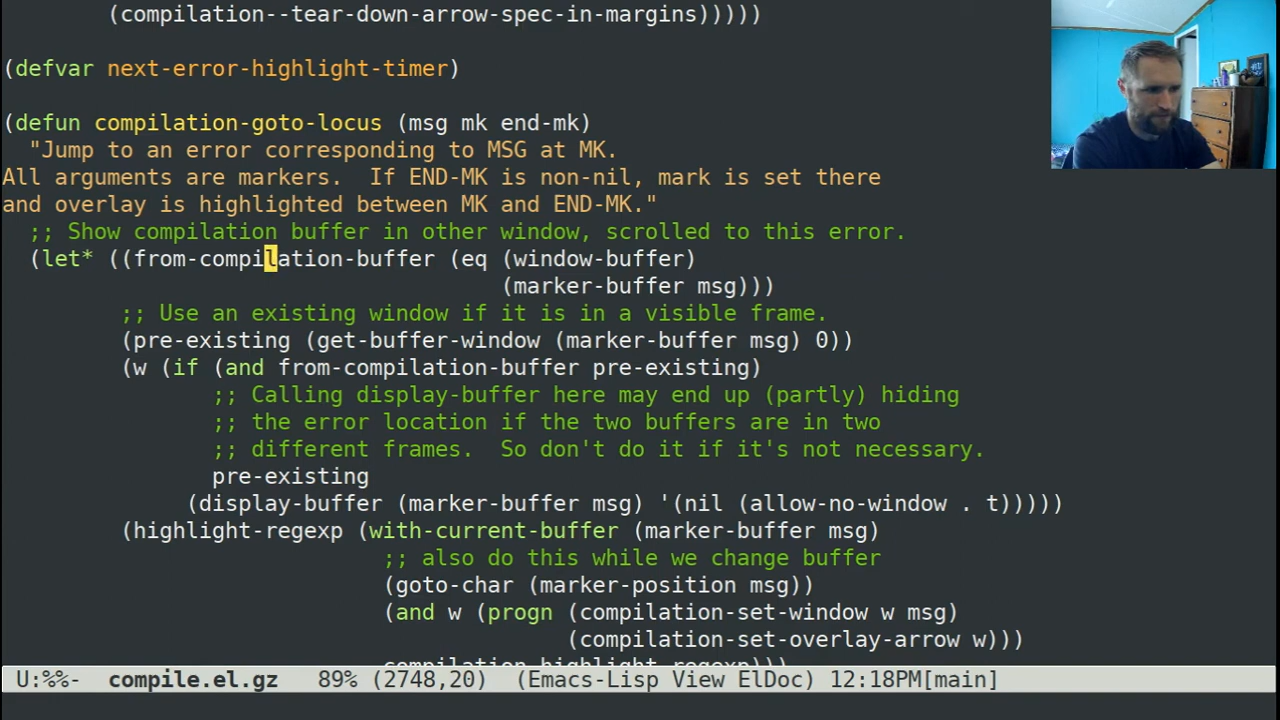 (compilation--tear-down-arrow-spec-in-margins)))))
(defvar next-error-highlight-timer)
(defun compilation-goto-locus (msg mk end-mk)
"Jump to an error corresponding to MSG at MK.
All arguments are markers.  If END-MK is non-nil, mark is set there
and overlay is highlighted between MK and END-MK."
;; Show compilation buffer in other window, scrolled to this error.
(let* ((from-compilation-buffer (eq (window-buffer)
(marker-buffer msg)))
;; Use an existing window if it is in a visible frame.
(pre-existing (get-buffer-window (marker-buffer msg) 0))
(w (if (and from-compilation-buffer pre-existing)
;; Calling display-buffer here may end up (partly) hiding
;; the error location if the two buffers are in two
;; different frames.  So don't do it if it's not necessary.
pre-existing
(display-buffer (marker-buffer msg) '(nil (allow-no-window . t)))))
(highlight-regexp (with-current-buffer (marker-buffer msg)
;; also do this while we change buffer
(goto-char (marker-position msg))
(and w (progn (compilation-set-window w msg)
(compilation-set-overlay-arrow w)))
compilation-highlight-regexp)))
U:%%-  compile.el.gz   89% (2748,20)  (Emacs-Lisp View ElDoc) 12:18PM[main]